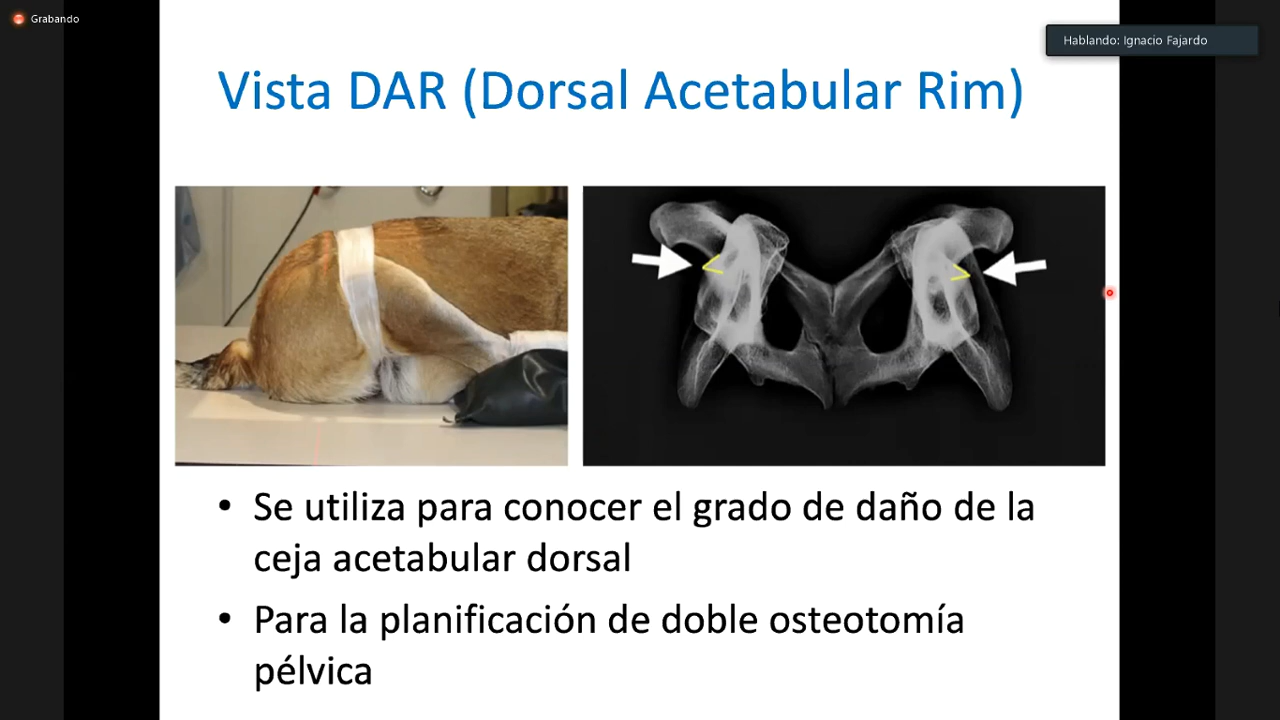 Grabando
Hablando: Ignacio Fajardo
Vista DAR (Dorsal Acetabular Rim)
• Se utiliza para conocer el grado de daño de la
ceja acetabular dorsal
• Para la planificación de doble osteotomía
pélvica